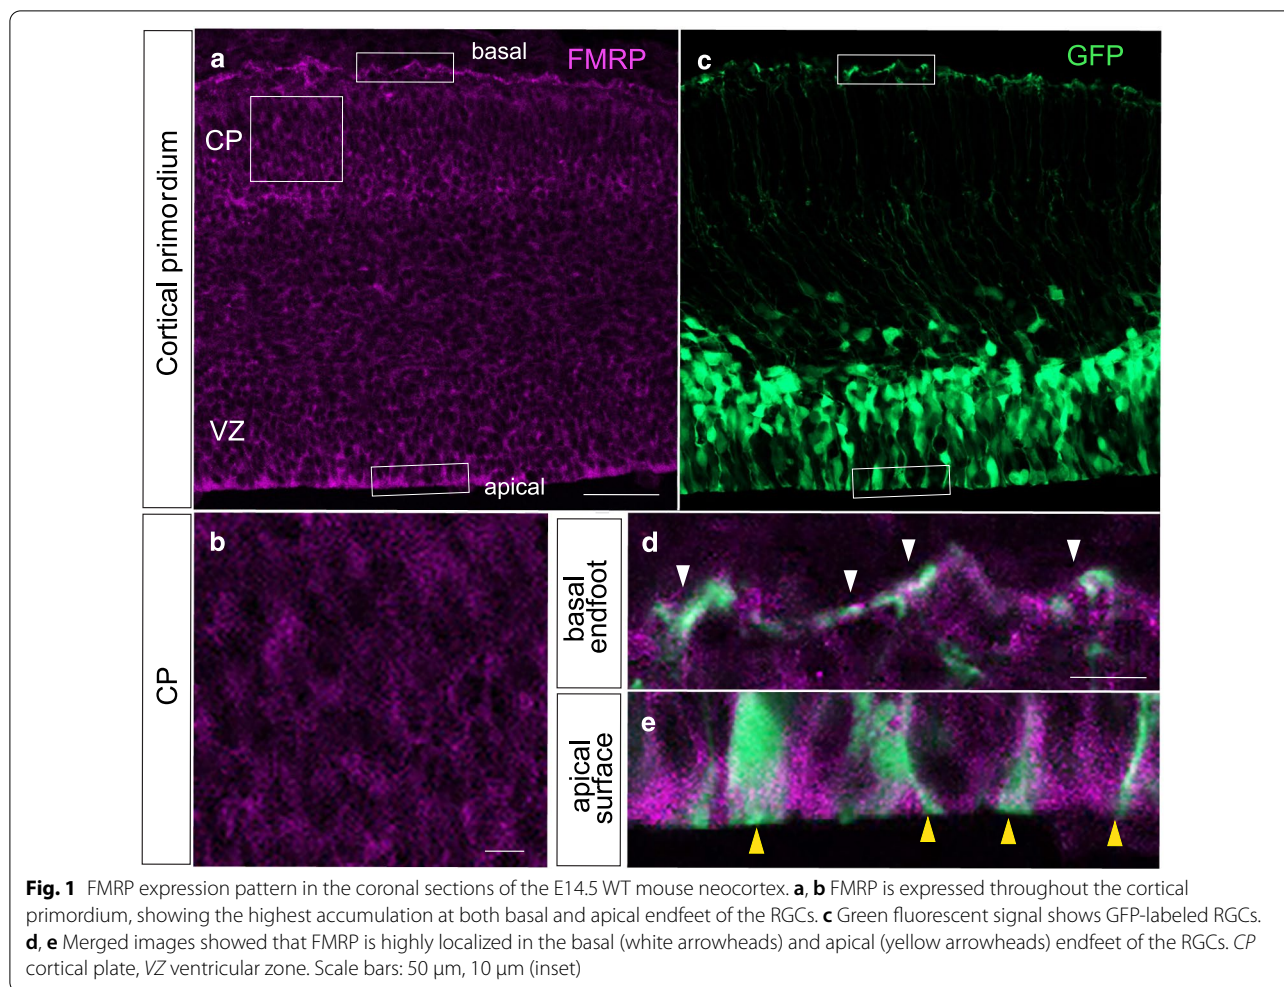 Cortical primordium
a
basal
FMRP
CP
VZ
apical
c
GFP
CP
b
basal endfoot
d
apical surface
e
Fig. 1 FMRP expression pattern in the coronal sections of the E14.5 WT mouse neocortex. a, b FMRP is expressed throughout the cortical
primordium, showing the highest accumulation at both basal and apical endfeet of the RGCs. c Green fluorescent signal shows GFP-labeled RGCs.
d, e Merged images showed that FMRP is highly localized in the basal (white arrowheads) and apical (yellow arrowheads) endfeet of the RGCs. CP
cortical plate, VZ ventricular zone. Scale bars: 50 µm, 10 µm (inset)